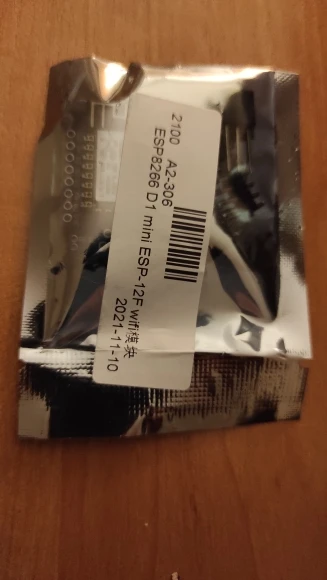 2100 A2-306
ESP8266 D1 mini ESP-12F wifi模块
2021-11-10